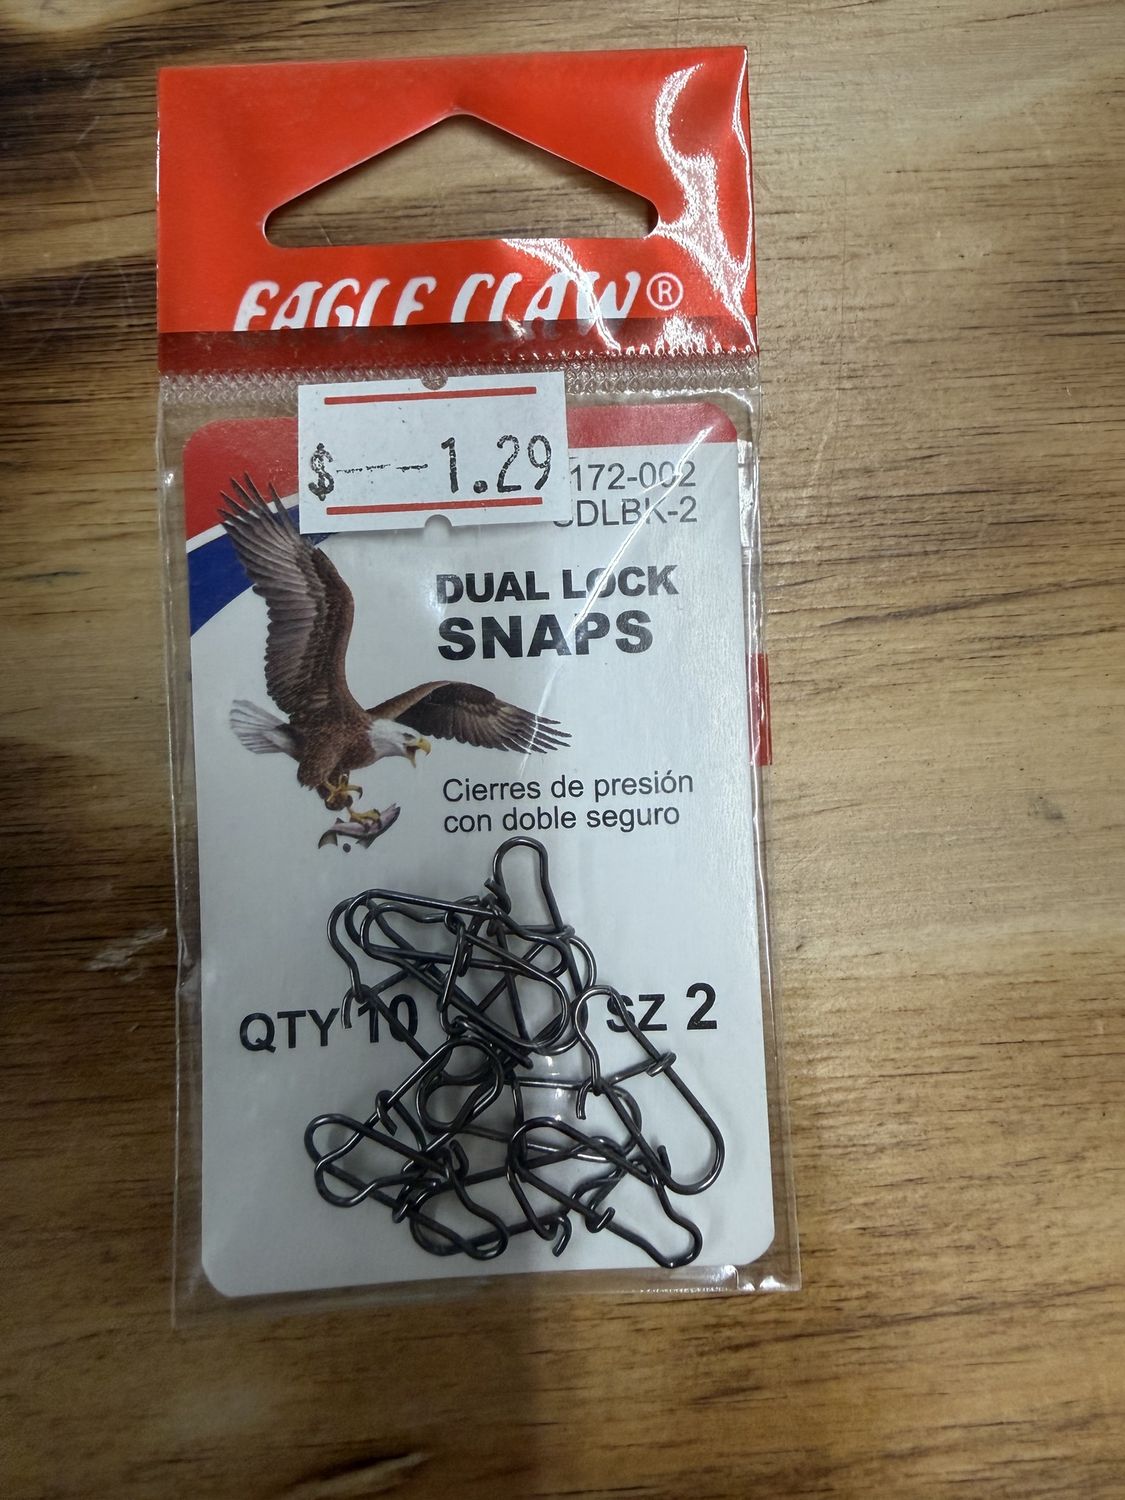 EAGLE CLAW®
$ 1.29
172-002
SDLBK-2
DUAL LOCK
SNAPS
Cierres de presión
con doble seguro
QTY 10 SZ 2